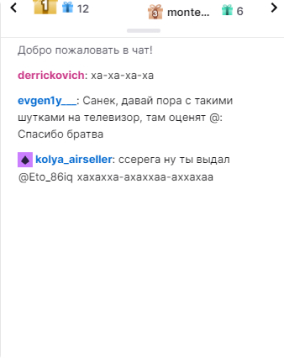 1 12 3 monte... 6
Добро пожаловать в чат!
derrickovich: ха-ха-ха-ха
evgen1y___: Санек, давай пора с такими
шутками на телевизор, там оценят @:
Спасибо братва
kolya_airseller: ссерега ну ты выдал
@Eto_86iq хахахха-ахаххаа-аххахаа